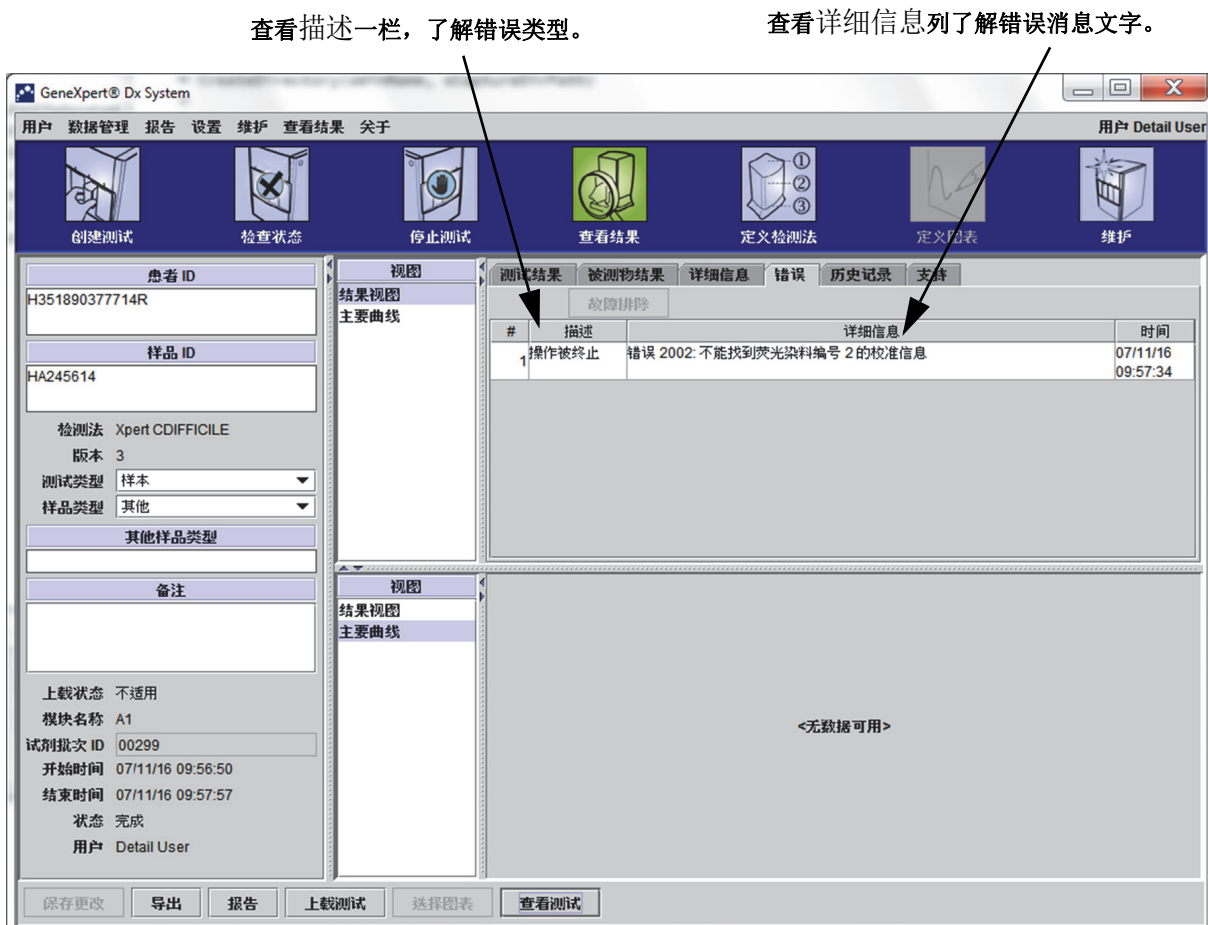 查看描述一栏，了解错误类型。
查看详细信息列了解错误消息文字。
GeneXpert® Dx System
用户 数据管理 报告 设置 维护 查看结果 关于
用户 Detail User
创建测试 检查状态 停止测试 查看结果 定义检测法 定义图表 维护
①
②
③
患者 ID
H351890377714R
样品 ID
HA245614
检测法 Xpert CDIFFICILE
版本 3
测试类型 样本
样品类型 其他
其他样品类型
备注
上载状态 不适用
模块名称 A1
试剂批次 ID 00299
开始时间 07/11/16 09:56:50
结束时间 07/11/16 09:57:57
状态 完成
用户 Detail User
视图
结果视图
主要曲线
测试结果 被测物结果 详细信息 错误 历史记录 支持
故障排除
# 描述 详细信息 时间
1 操作被终止 错误 2002: 不能找到荧光染料编号 2 的校准信息 07/11/16
09:57:34
视图
结果视图
主要曲线
<无数据可用>
保存更改 导出 报告 上载测试 选择图表 查看测试